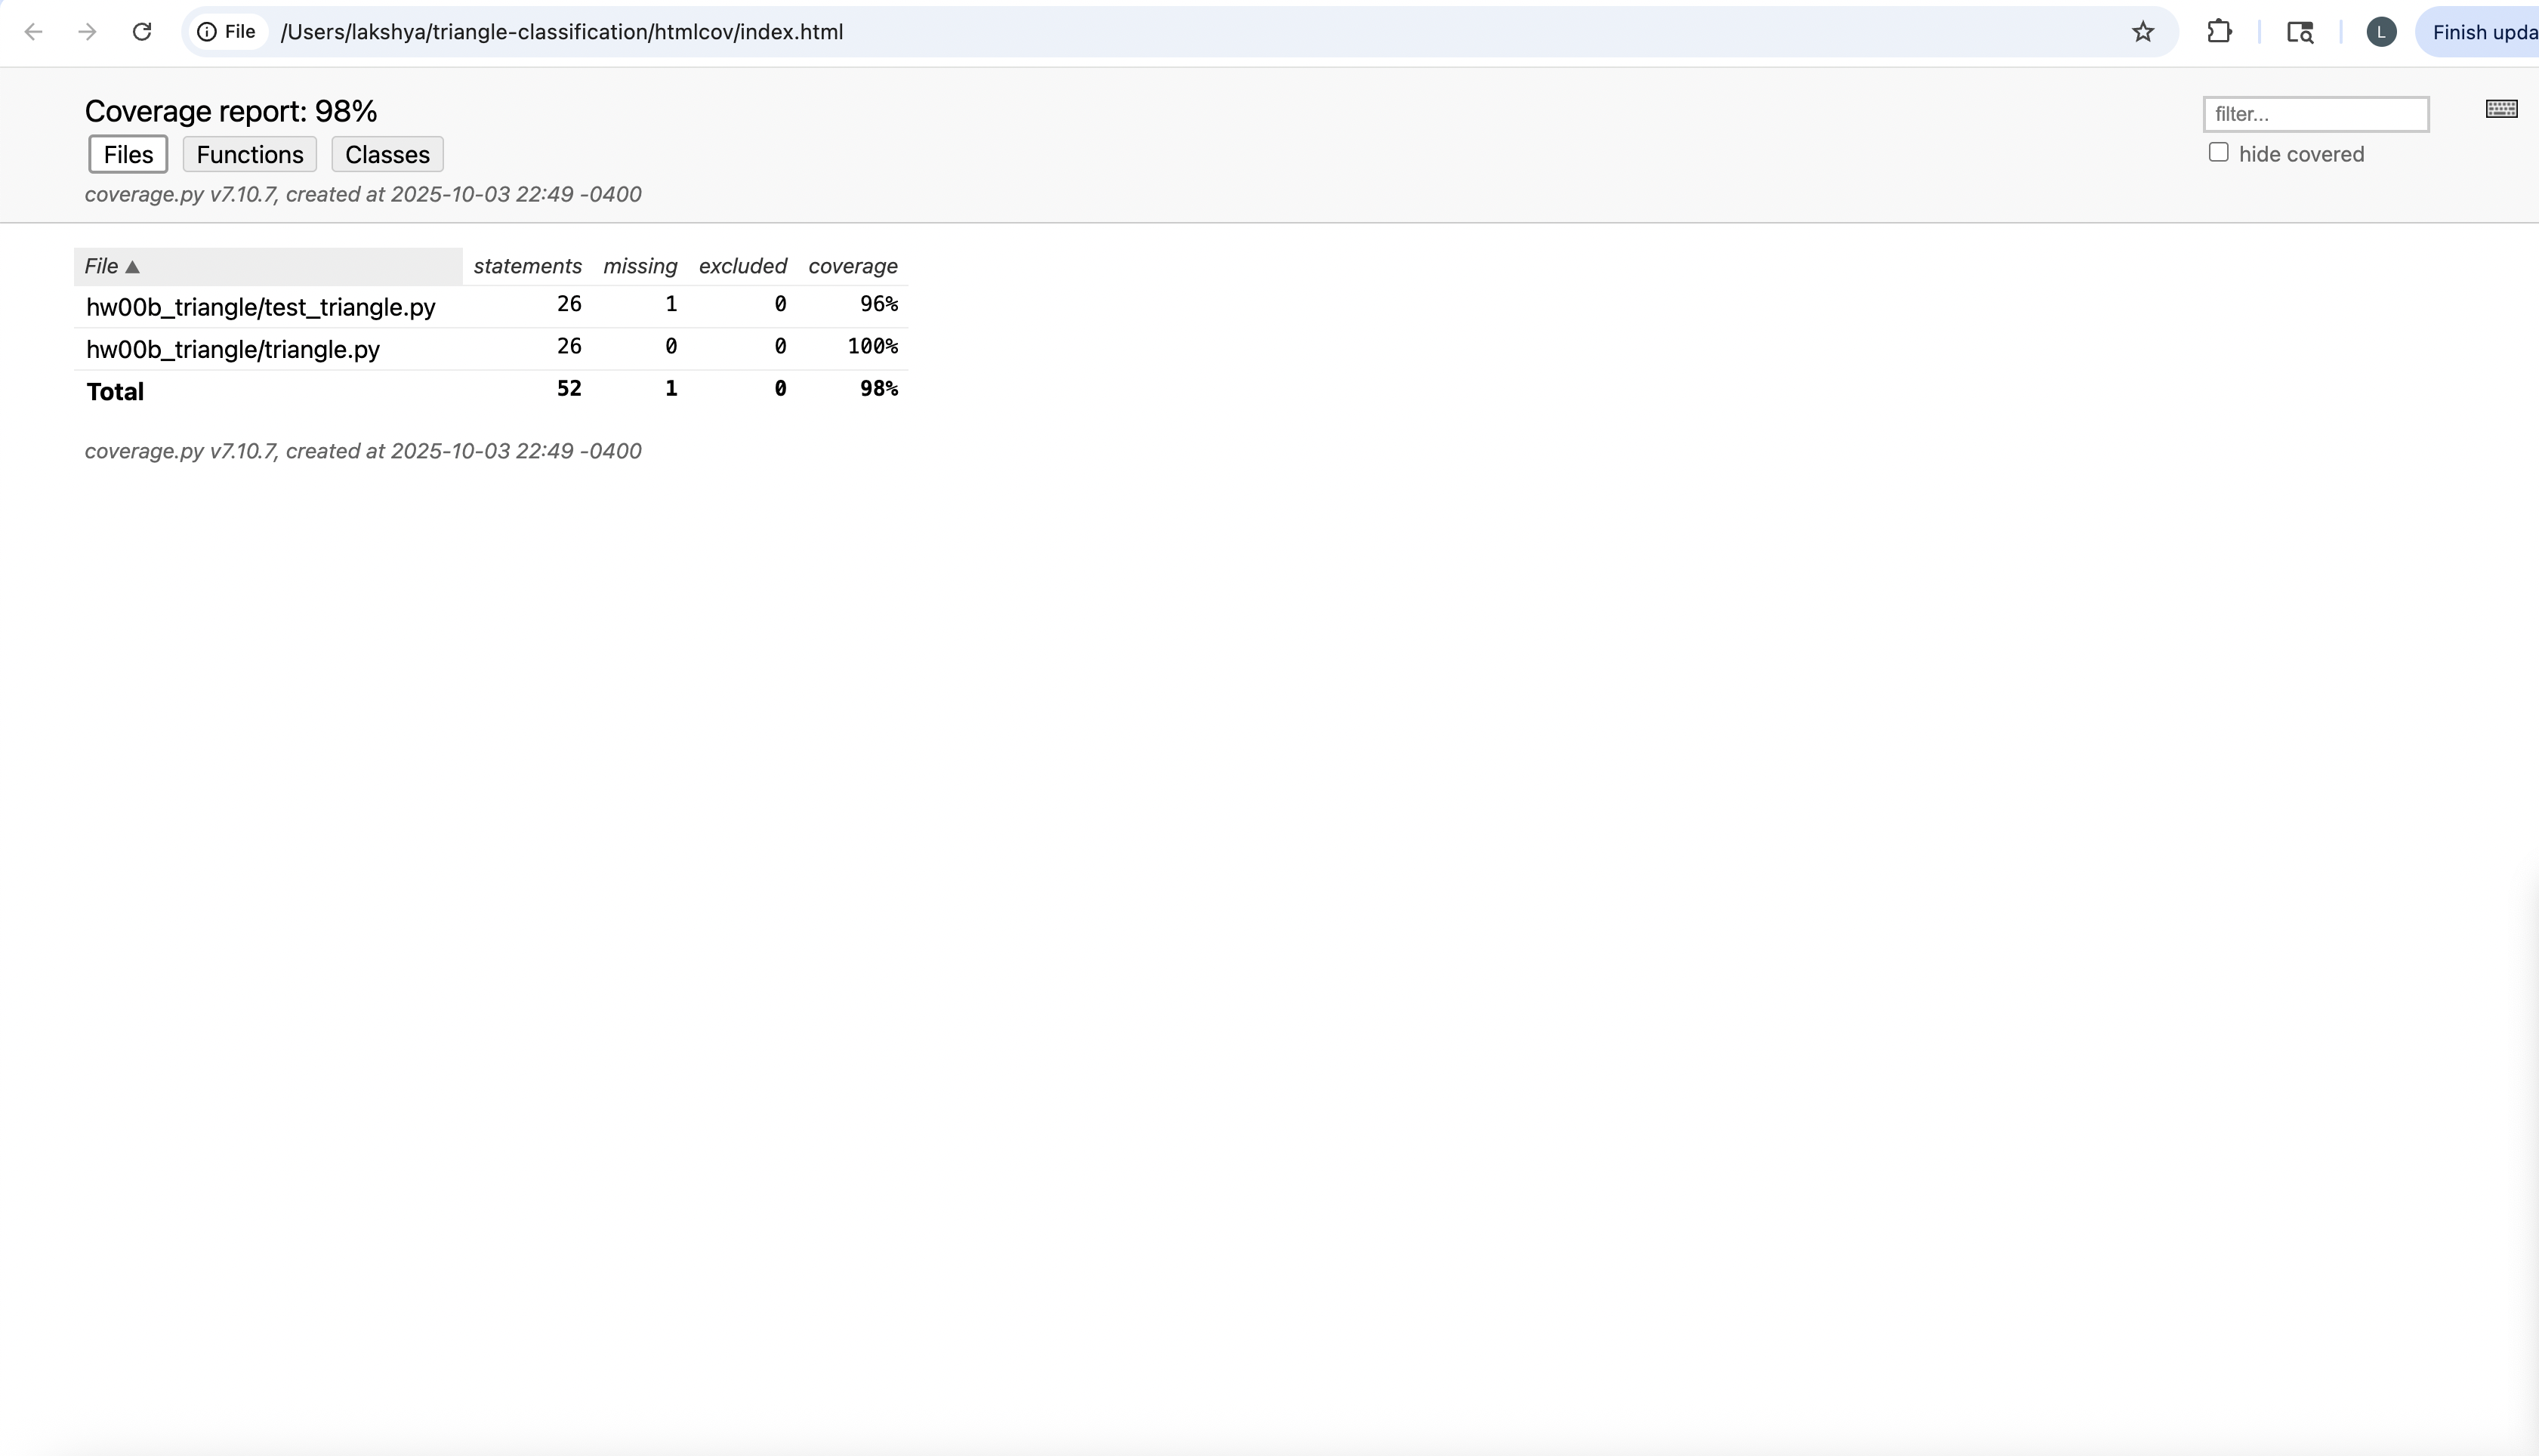 File /Users/lakshya/triangle-classification/htmlcov/index.html L Finish upda
Coverage report: 98%
filter...
Files Functions Classes
hide covered
coverage.py v7.10.7, created at 2025-10-03 22:49 -0400
File ▲ statements missing excluded coverage
hw00b_triangle/test_triangle.py 26 1 0 96%
hw00b_triangle/triangle.py 26 0 0 100%
Total 52 1 0 98%
coverage.py v7.10.7, created at 2025-10-03 22:49 -0400